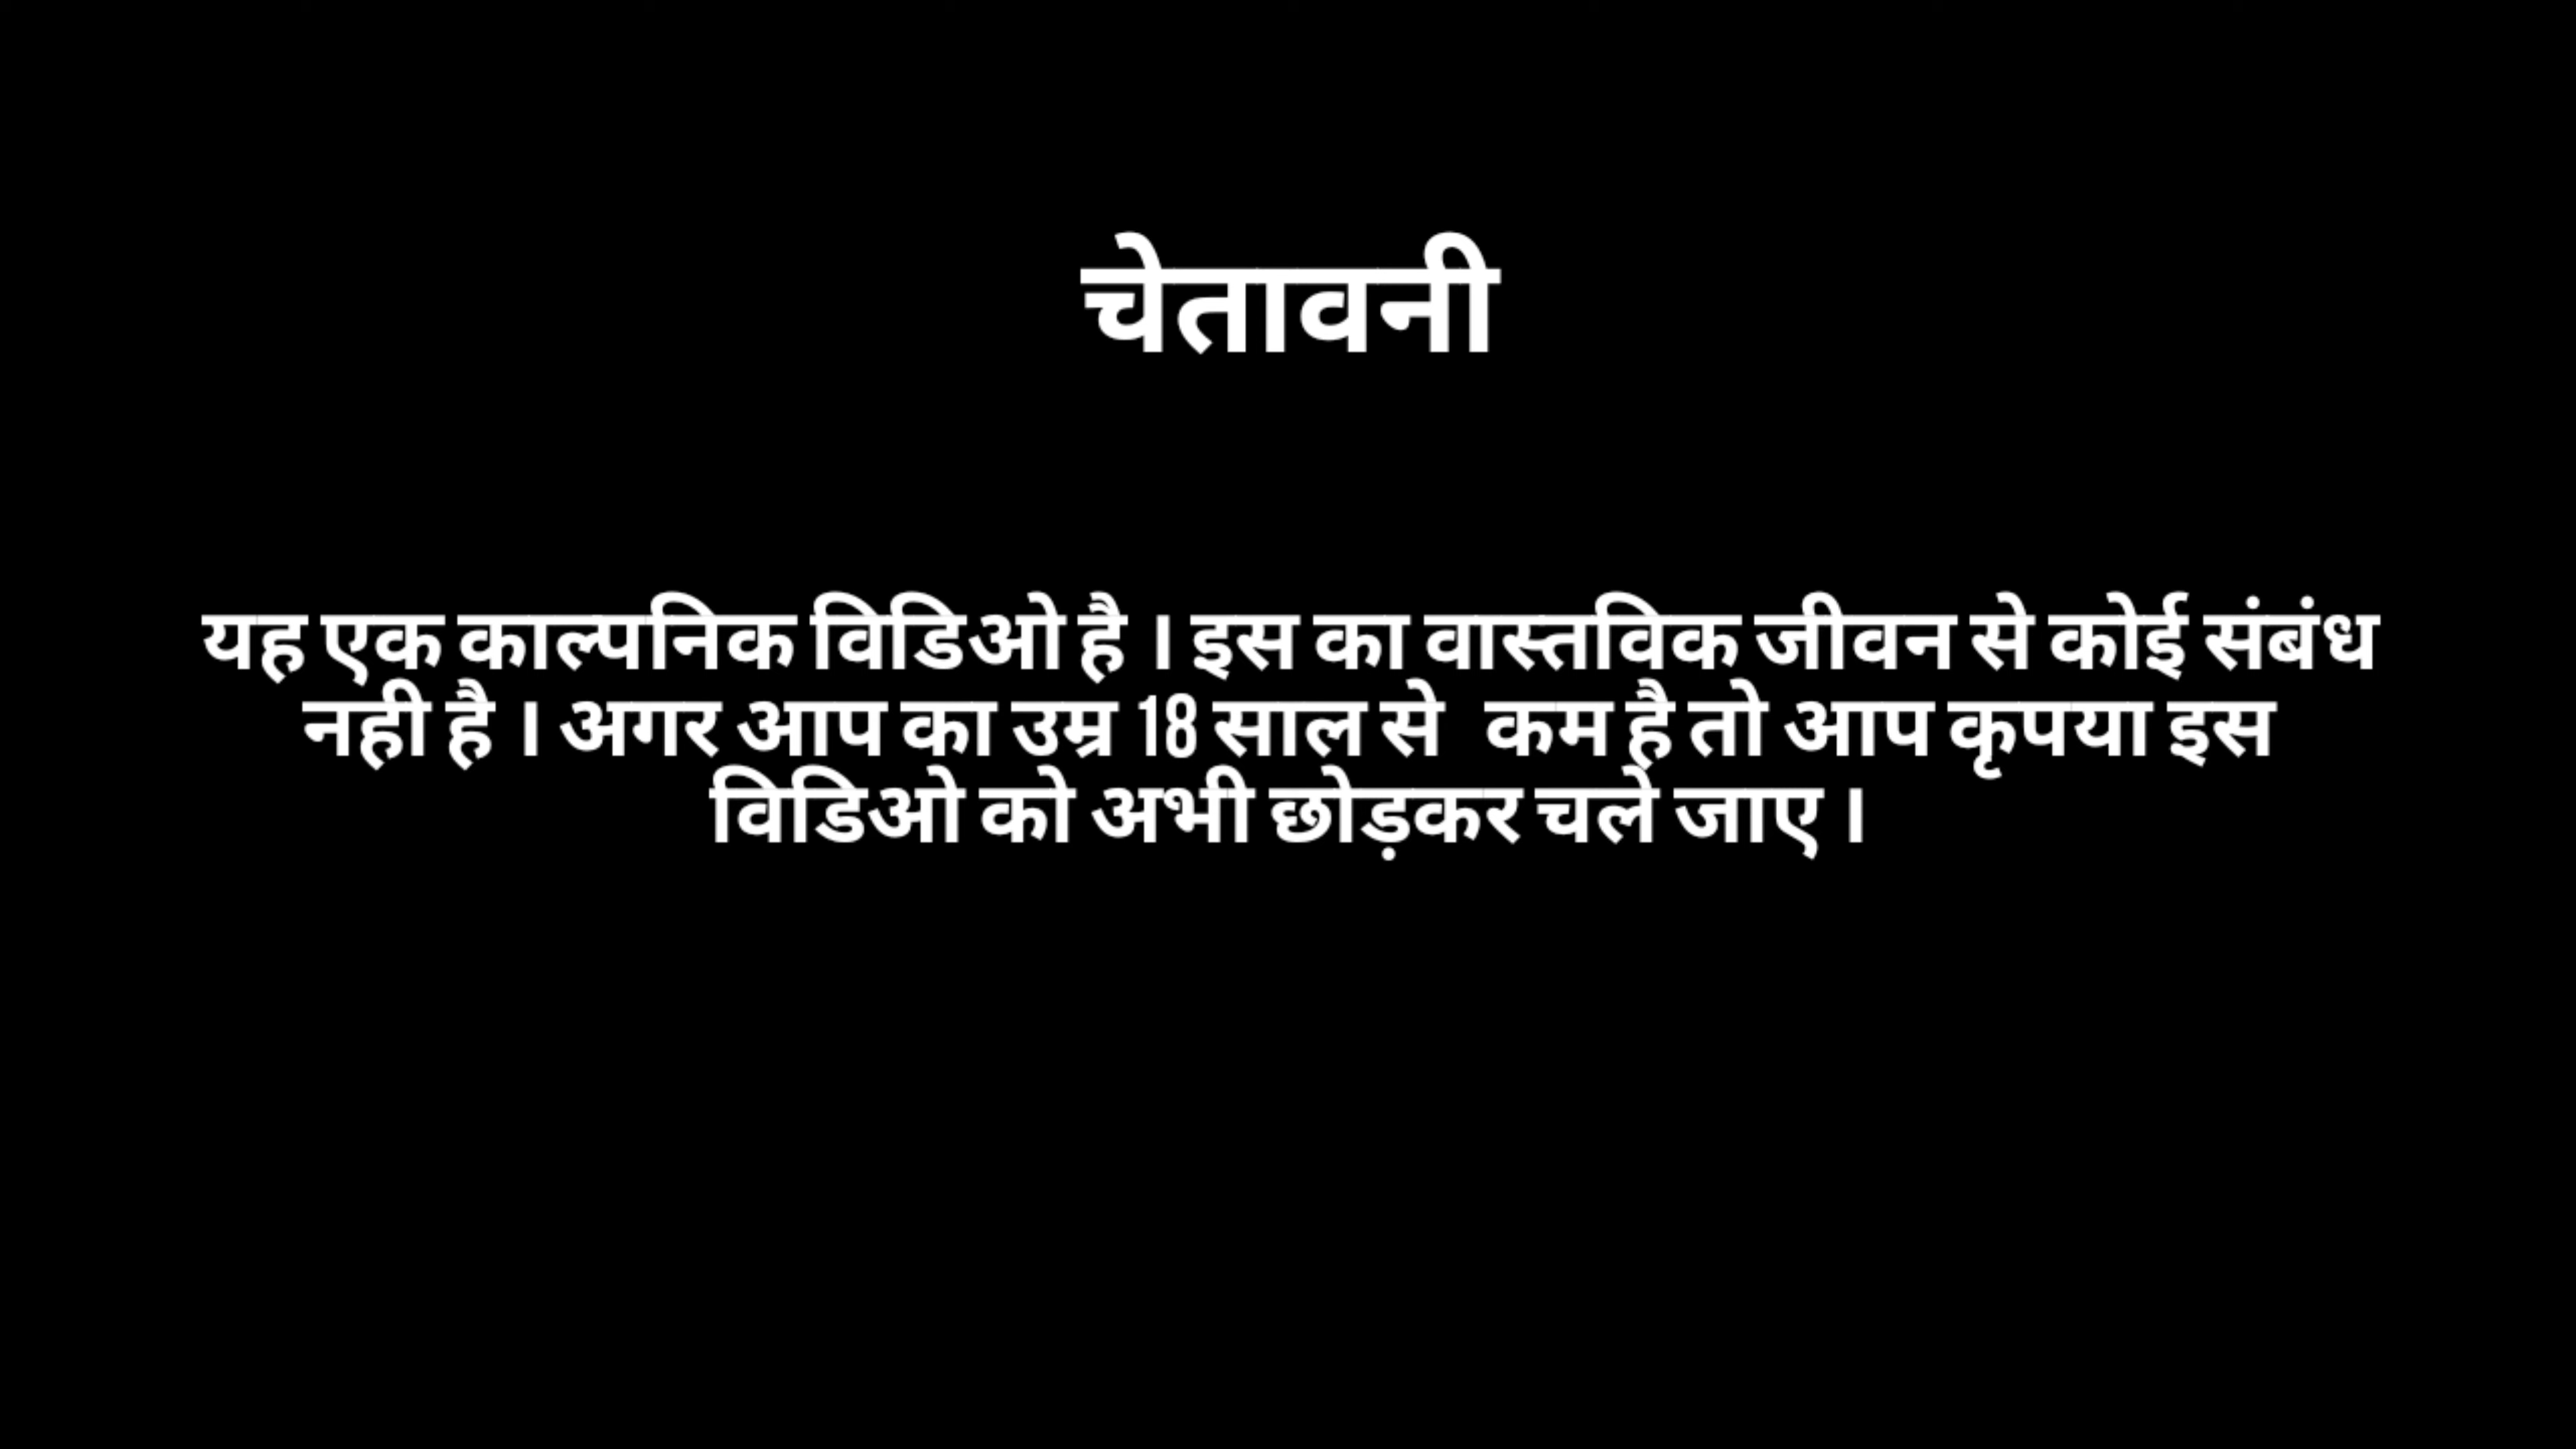 चेतावनी
यह एक काल्पनिक विडिओ है । इस का वास्तविक जीवन से कोई संबंध
नही है । अगर आप का उम्र 18 साल से कम है तो आप कृपया इस
विडिओ को अभी छोड़कर चले जाए ।